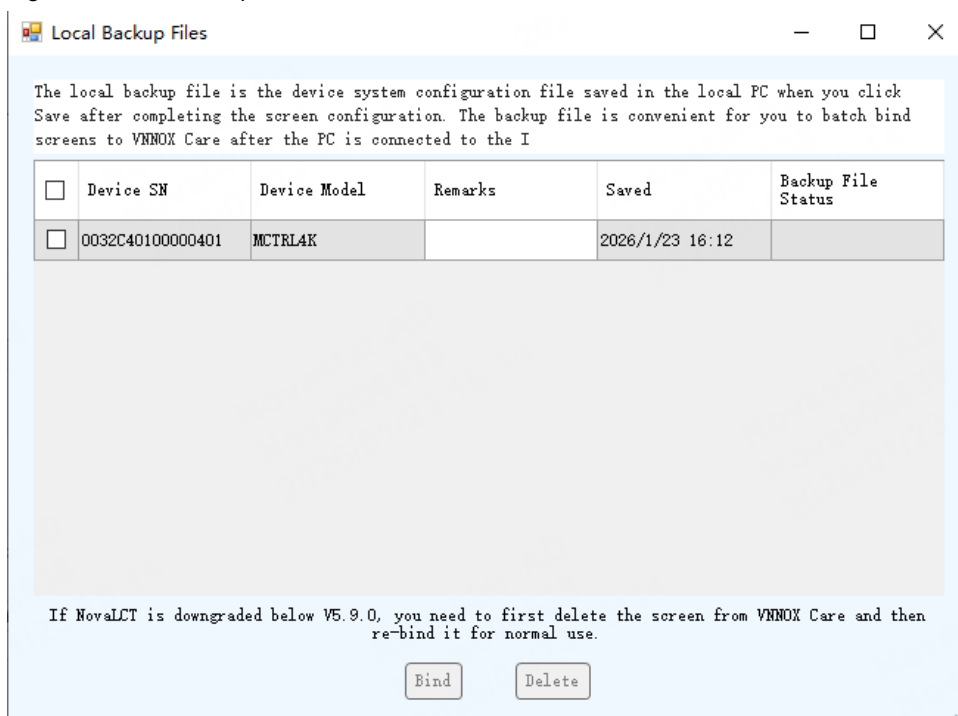 Local Backup Files
The local backup file is the device system configuration file saved in the local PC when you click
Save after completing the screen configuration. The backup file is convenient for you to batch bind
screens to VNNOX Care after the PC is connected to the I
Device SN Device Model Remarks Saved Backup File Status
0032C40100000401 MCTRL4K 2026/1/23 16:12
If NovaLCT is downgraded below V5.9.0, you need to first delete the screen from VNNOX Care and then
re-bind it for normal use.
Bind Delete